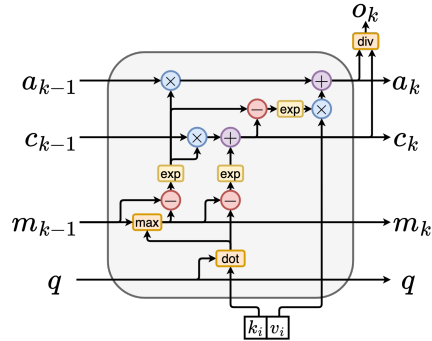 o_k
div
a_{k-1} × + a_k
− exp ×
c_{k-1} × + c_k
exp exp
− −
m_{k-1} max m_k
dot
q q
k_i v_i